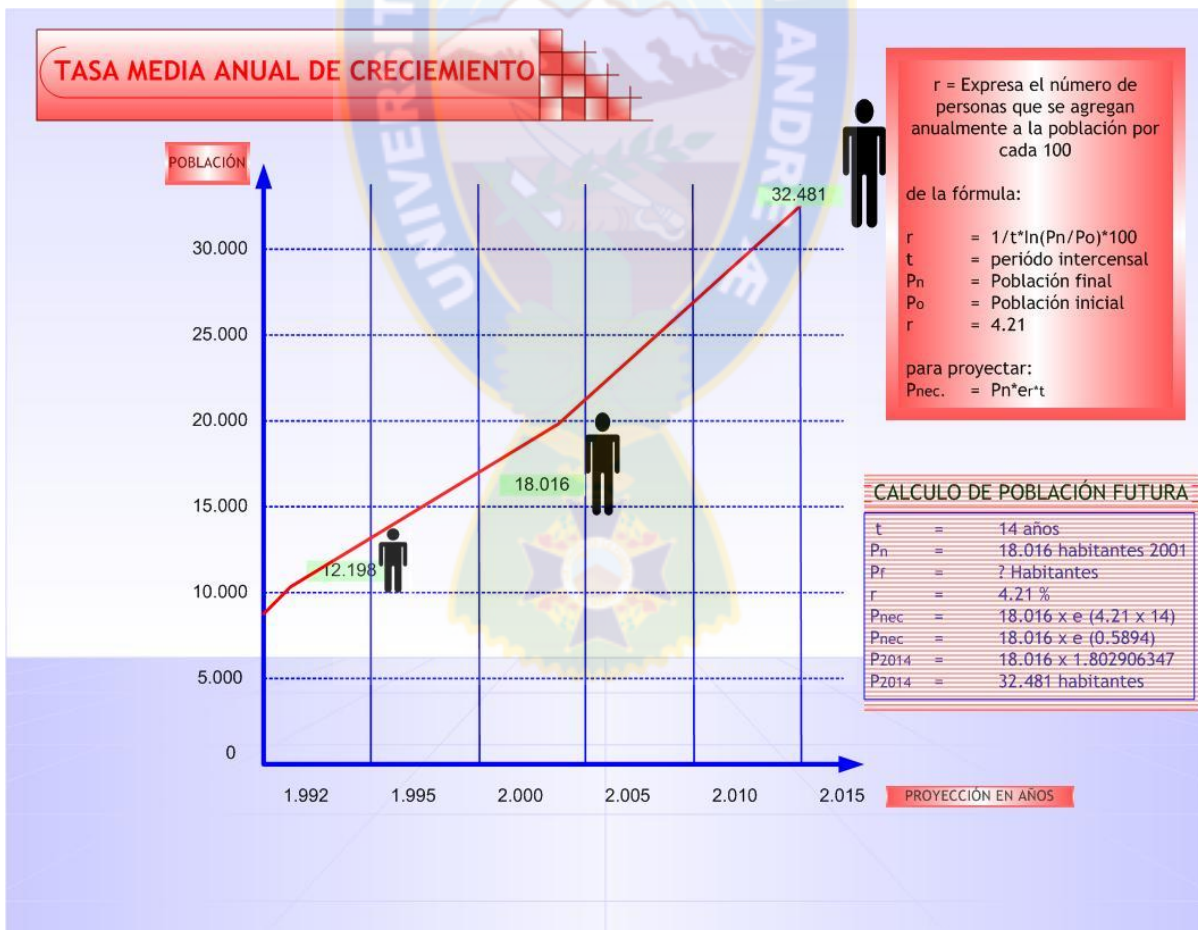 TASA MEDIA ANUAL DE CRECIEMIENTO
UNIVERSIT
ANDRE Æ
POBLACIÓN
30.000
25.000
20.000
15.000
10.000
5.000
0
32.481
18.016
12.198
1.992 1.995 2.000 2.005 2.010 2.015
PROYECCIÓN EN AÑOS
r = Expresa el número de
personas que se agregan
anualmente a la población por
cada 100
de la fórmula:
r = 1/t*ln(Pn/Po)*100
t = periódo intercensal
Pn = Población final
Po = Población inicial
r = 4.21
para proyectar:
Pnec. = Pn*er*t
CALCULO DE POBLACIÓN FUTURA
t = 14 años
Pn = 18.016 habitantes 2001
Pf = ? Habitantes
r = 4.21 %
Pnec = 18.016 x e (4.21 x 14)
Pnec = 18.016 x e (0.5894)
P2014 = 18.016 x 1.802906347
P2014 = 32.481 habitantes